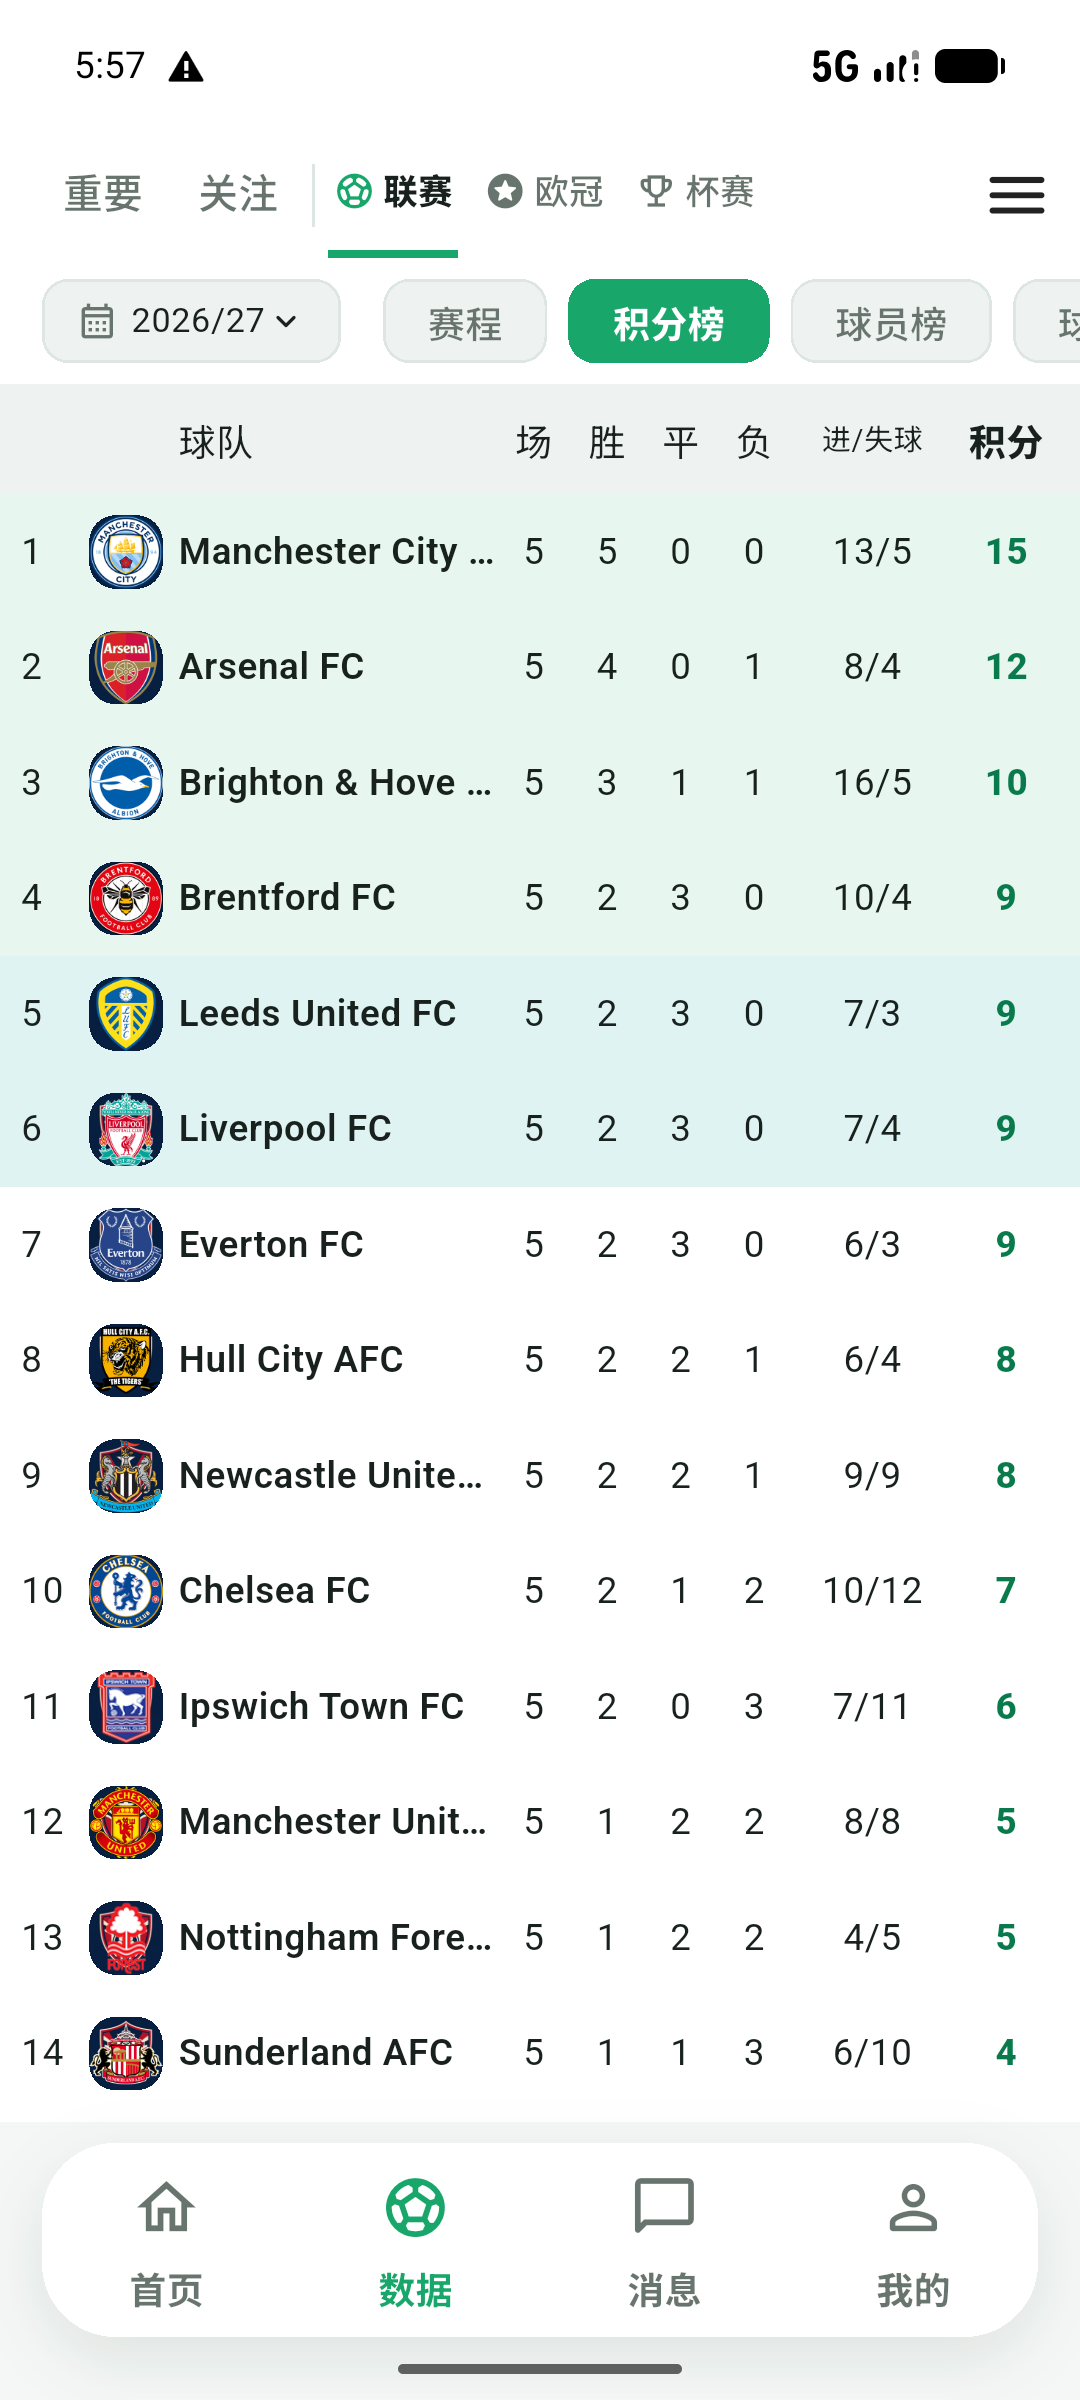 5:57 5G
重要 关注 联赛 欧冠 杯赛
2026/27 赛程 积分榜 球员榜
球队 场 胜 平 负 进/失球 积分
1 Manchester City ... 5 5 0 0 13/5 15
2 Arsenal FC 5 4 0 1 8/4 12
3 Brighton & Hove ... 5 3 1 1 16/5 10
4 Brentford FC 5 2 3 0 10/4 9
5 Leeds United FC 5 2 3 0 7/3 9
6 Liverpool FC 5 2 3 0 7/4 9
7 Everton FC 5 2 3 0 6/3 9
8 Hull City AFC 5 2 2 1 6/4 8
9 Newcastle Unite... 5 2 2 1 9/9 8
10 Chelsea FC 5 2 1 2 10/12 7
11 Ipswich Town FC 5 2 0 3 7/11 6
12 Manchester Unit... 5 1 2 2 8/8 5
13 Nottingham Fore... 5 1 2 2 4/5 5
14 Sunderland AFC 5 1 1 3 6/10 4
首页 数据 消息 我的